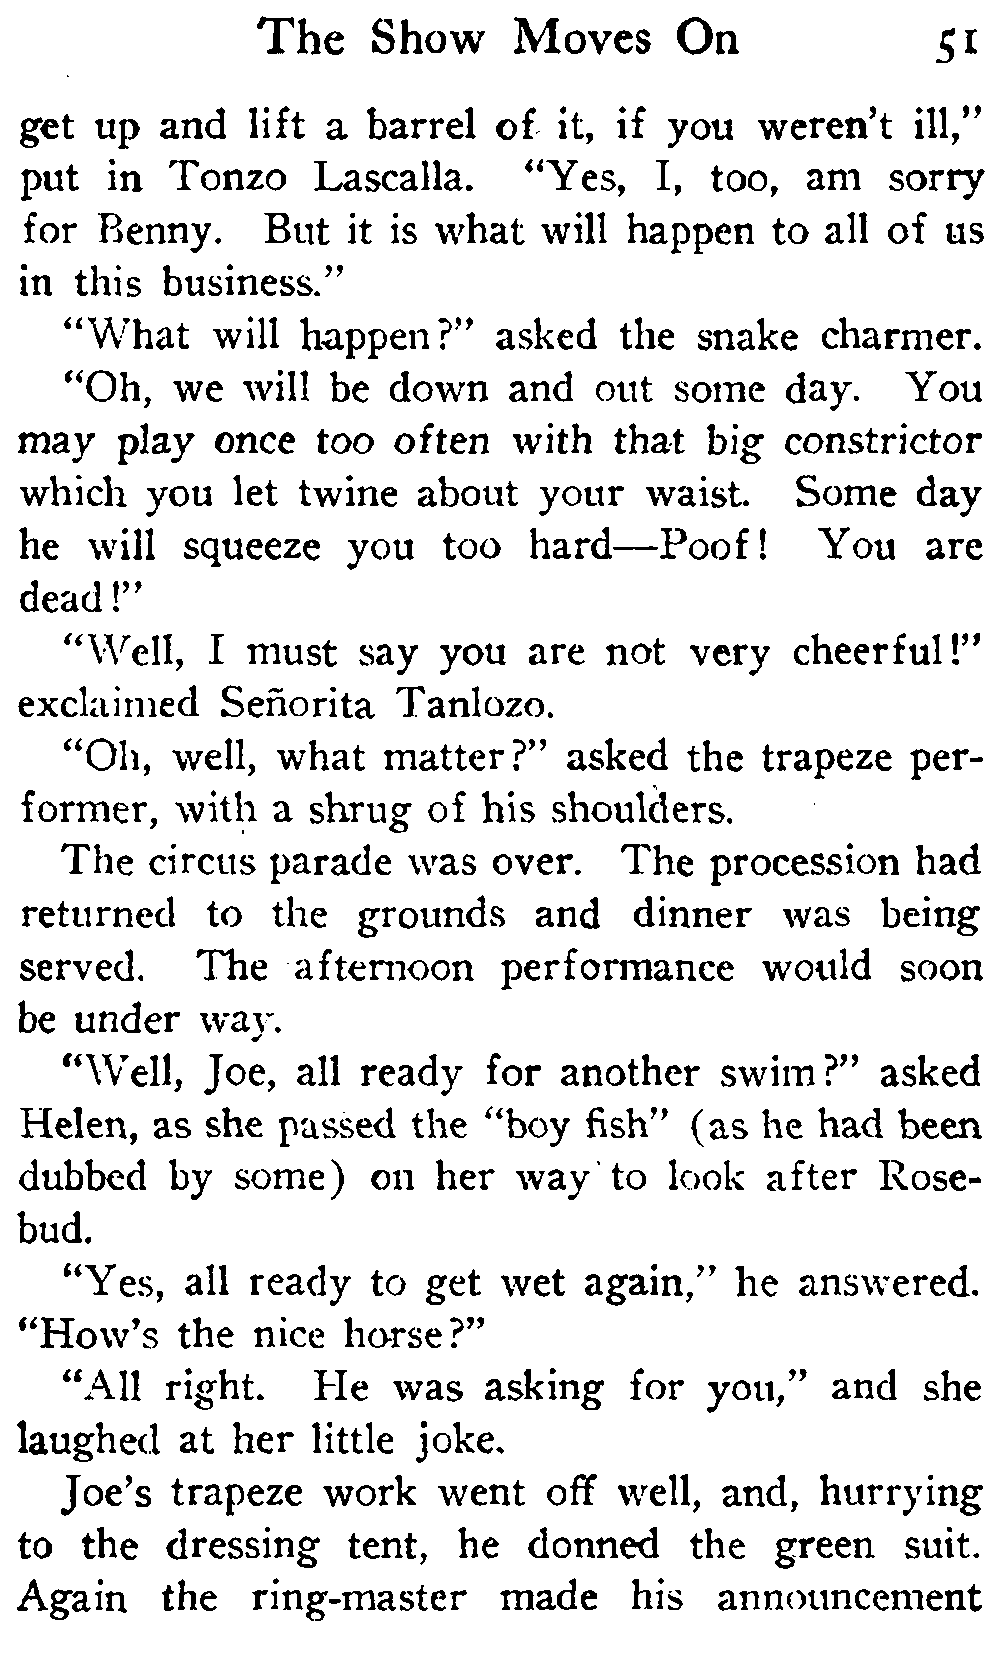 The Show Moves On 51
get up and lift a barrel of it, if you weren't ill,"
put in Tonzo Lascalla. "Yes, I, too, am sorry
for Benny. But it is what will happen to all of us
in this business."
"What will happen?" asked the snake charmer.
"Oh, we will be down and out some day. You
may play once too often with that big constrictor
which you let twine about your waist. Some day
he will squeeze you too hard—Poof! You are
dead!"
"Well, I must say you are not very cheerful!"
exclaimed Señorita Tanlozo.
"Oh, well, what matter?" asked the trapeze per-
former, with a shrug of his shoulders.
The circus parade was over. The procession had
returned to the grounds and dinner was being
served. The afternoon performance would soon
be under way.
"Well, Joe, all ready for another swim?" asked
Helen, as she passed the "boy fish" (as he had been
dubbed by some) on her way to look after Rose-
bud.
"Yes, all ready to get wet again," he answered.
"How's the nice horse?"
"All right. He was asking for you," and she
laughed at her little joke.
Joe's trapeze work went off well, and, hurrying
to the dressing tent, he donned the green suit.
Again the ring-master made his announcement